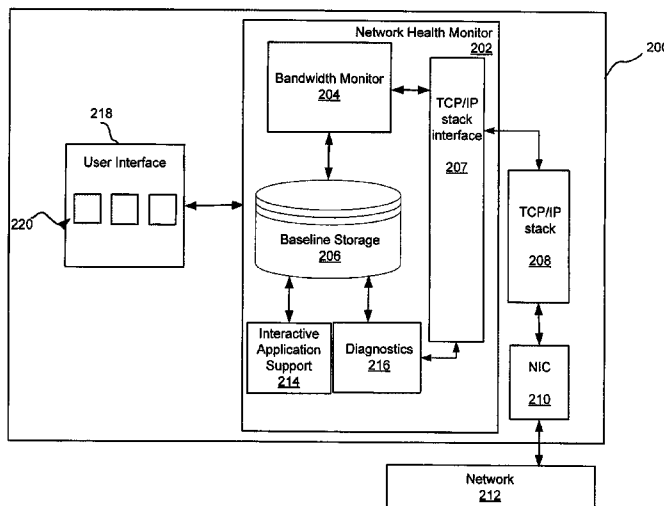 Network Health Monitor
202
200
Bandwidth Monitor
204
TCP/IP
stack
interface
207
218
User Interface
220
TCP/IP
stack
208
Baseline Storage
206
Interactive
Application
Support
214
Diagnostics
216
NIC
210
Network
212